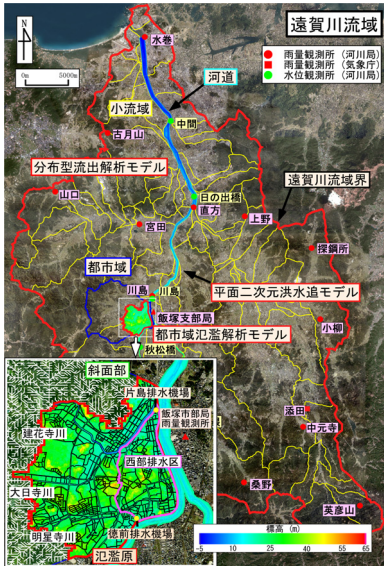 遠賀川流域
N
0m 5000m
雨量観測所（河川局）
雨量観測所（気象庁）
水位観測所（河川局）
水巻
河道
小流域
中間
古月山
分布型流出解析モデル
遠賀川流域界
山口
日の出橋
直方
宮田
上野
採銅所
都市域
川島
川島
平面二次元洪水追モデル
飯塚支部局
都市域氾濫解析モデル
小柳
秋松橋
斜面部
片島排水機場
飯塚市部局
雨量観測所
建花寺川
西部排水区
大日寺川
明星寺川
徳前排水機場
氾濫原
添田
中元寺
桑野
英彦山
標高 (m)
-5 10 25 40 55 65